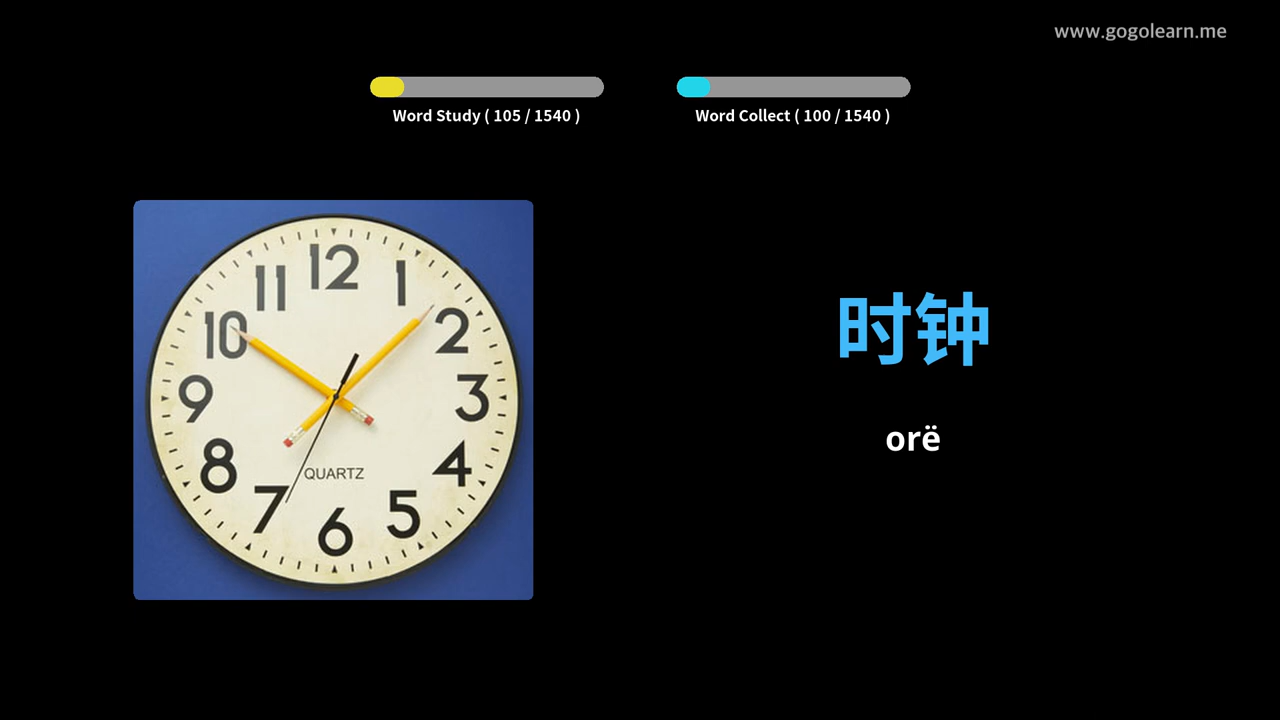 www.gogolearn.me
Word Study ( 105 / 1540 )
Word Collect ( 100 / 1540 )
12
11
1
10
2
9
3
8
4
QUARTZ
7
5
6
时钟
orë